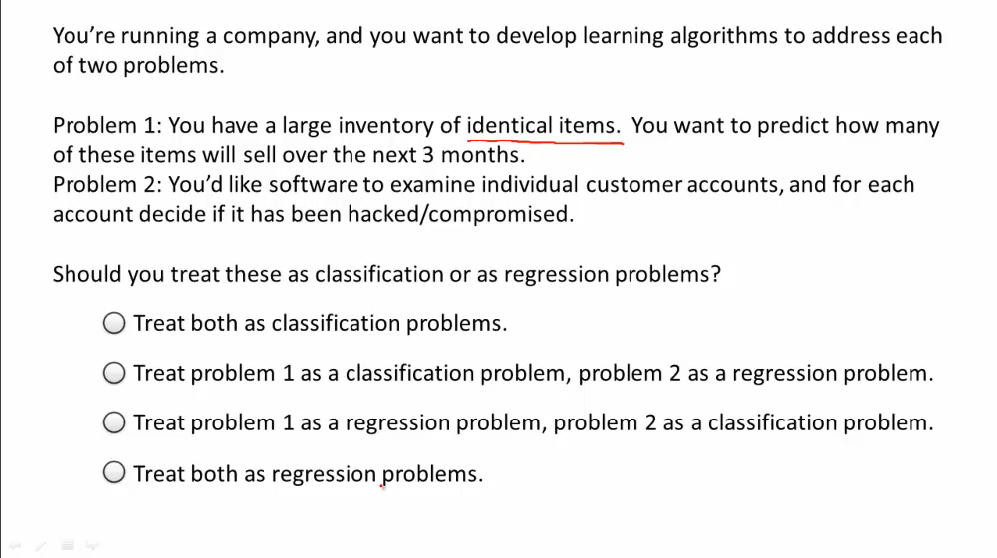 You’re running a company, and you want to develop learning algorithms to address each
of two problems.
Problem 1: You have a large inventory of identical items. You want to predict how many
of these items will sell over the next 3 months.
Problem 2: You’d like software to examine individual customer accounts, and for each
account decide if it has been hacked/compromised.
Should you treat these as classification or as regression problems?
Treat both as classification problems.
Treat problem 1 as a classification problem, problem 2 as a regression problem.
Treat problem 1 as a regression problem, problem 2 as a classification problem.
Treat both as regression problems.